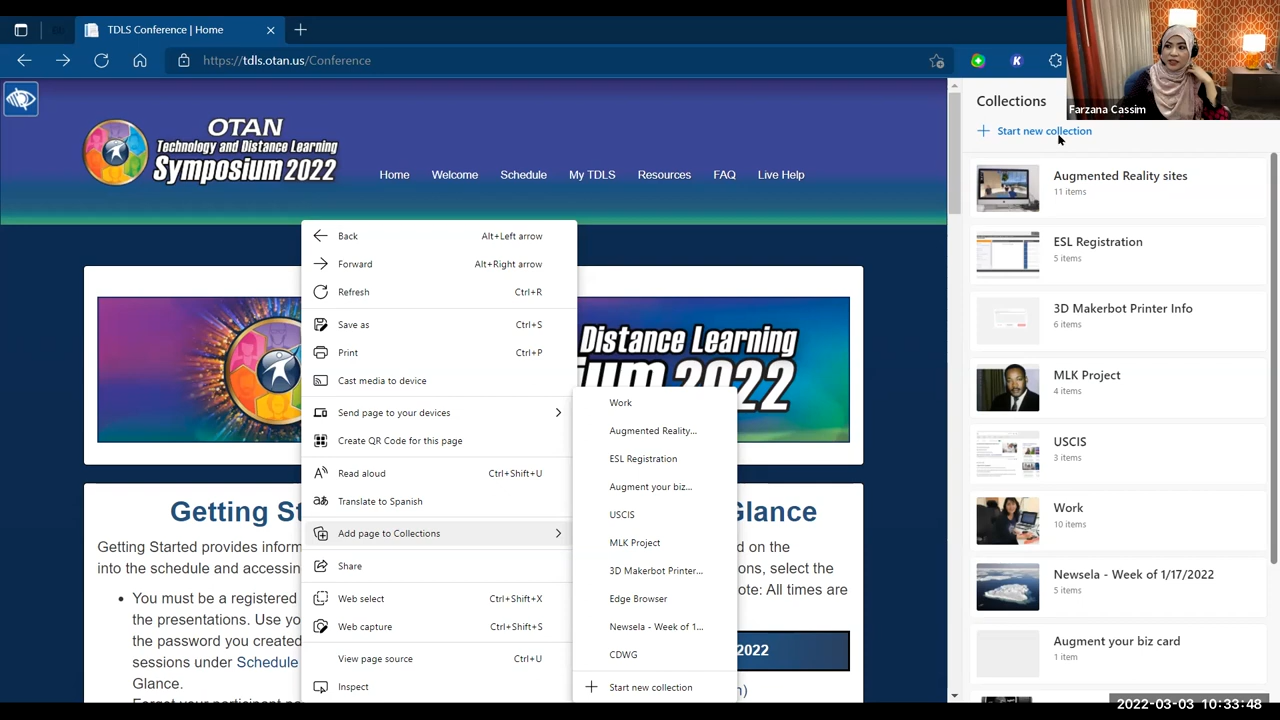 TDLS Conference | Home
https://tdls.otan.us/Conference
Farzana Cassim
OTAN
Technology and Distance Learning
Symposium 2022
Home Welcome Schedule My TDLS Resources FAQ Live Help
Back Alt+Left arrow
Forward Alt+Right arrow
Refresh Ctrl+R
Save as Ctrl+S
Print Ctrl+P
Cast media to device
Send page to your devices
Create QR Code for this page
Read aloud Ctrl+Shift+U
Translate to Spanish
Add page to Collections
Share
Web select Ctrl+Shift+X
Web capture Ctrl+Shift+S
View page source Ctrl+U
Inspect
Work
Augmented Reality...
ESL Registration
Augment your biz...
USCIS
MLK Project
3D Makerbot Printer...
Edge Browser
Newsela - Week of 1...
CDWG
Start new collection
Distance Learning
2022
Getting
Glance
Getting Started provides
into the schedule and
on the
select the
All times are
• You must be a registered
the presentations. Use
the password you created
sessions under Schedule
Glance.
2022
Collections
Start new collection
Augmented Reality sites
11 items
ESL Registration
5 items
3D Makerbot Printer Info
6 items
MLK Project
4 items
USCIS
3 items
Work
10 items
Newsela - Week of 1/17/2022
5 items
Augment your biz card
1 item
2022-03-03 10:33:48